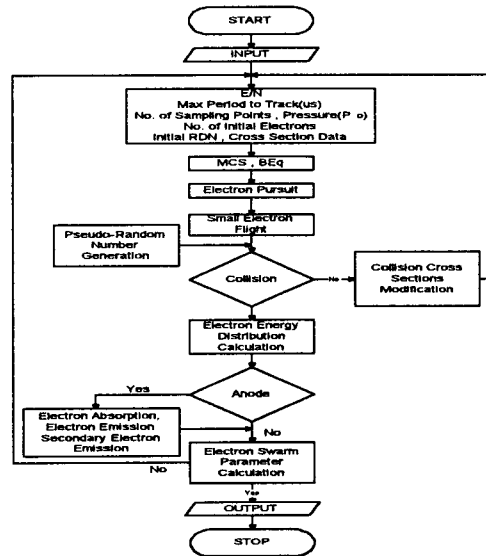 START
INPUT
E/N
Max Period to Track(us)
No. of Sampling Points , Pressure(P o)
No. of Initial Electrons
Initial RDN , Cross Section Data
MCS , BEq
Electron Pursuit
Small Electron
Flight
Pseudo-Random
Number
Generation
Collision
No
Collision Cross
Sections
Modification
Electron Energy
Distribution
Calculation
Yes
Anode
Electron Absorption,
Electron Emission
Secondary Electron
Emission
No
No
Electron Swarm
Parameter
Calculation
Yes
OUTPUT
STOP